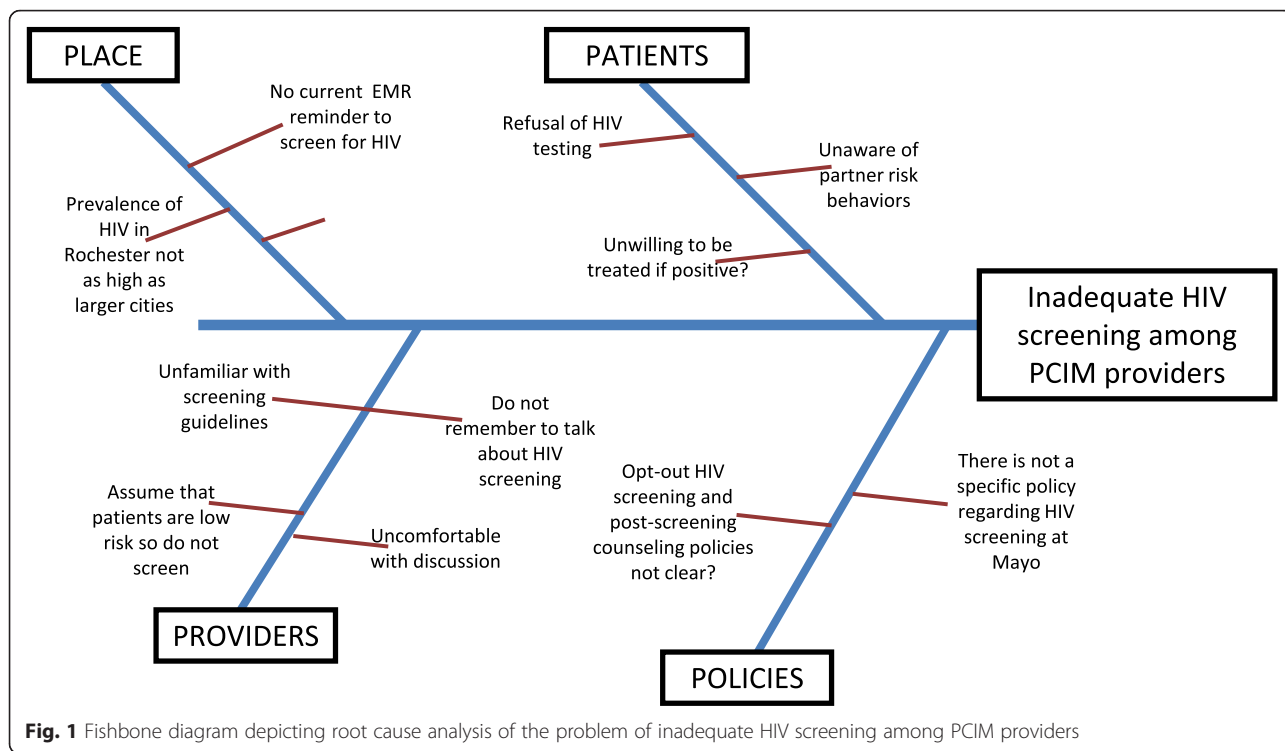 PLACE
No current EMR
reminder to
screen for HIV
Prevalence of
HIV in
Rochester not
as high as
larger cities
PATIENTS
Refusal of HIV
testing
Unaware of
partner risk
behaviors
Unwilling to be
treated if positive?
Inadequate HIV
screening among
PCIM providers
Unfamiliar with
screening
guidelines
Do not
remember to talk
about HIV
screening
Assume that
patients are low
risk so do not
screen
Uncomfortable
with discussion
PROVIDERS
Opt-out HIV
screening and
post-screening
counseling policies
not clear?
There is not a
specific policy
regarding HIV
screening at
Mayo
POLICIES
Fig. 1 Fishbone diagram depicting root cause analysis of the problem of inadequate HIV screening among PCIM providers